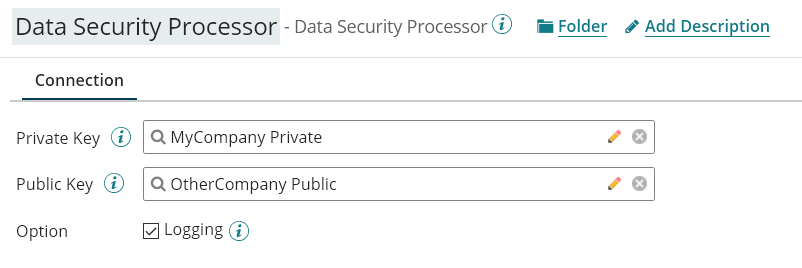 Data Security Processor - Data Security Processor i Folder Add Description
Connection
Private Key i MyCompany Private
Public Key i OtherCompany Public
Option Logging i